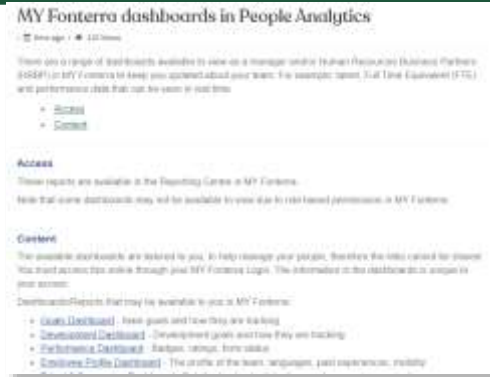 MY Fonterra dashboards in People Analytics
There are a range of dashboards available to view as a manager and/or Human Resources Business Partners
(HRBP) in MY Fonterra to keep you updated about your team. For example: talent, Full Time Equivalent (FTE)
and performance data that can be seen in real time.
Access
Content
Access
These reports are available in the Reporting Centre in MY Fonterra.
Note that some dashboards may not be available to view due to role-based permissions in MY Fonterra.
Content
The available dashboards are tailored to you, to help manage your people, therefore the links cannot be shared.
You must access this online through your MY Fonterra Login. The information in the dashboards is unique to
your access.
Dashboards/Reports that may be available to you in MY Fonterra:
Goals Dashboard - goals and how they are tracking
Development Dashboard - Development goals and how they are tracking
Performance Dashboard - Badges, ratings, form status
Employee Profile Dashboard - The profile of the team, languages, past experiences, mobility